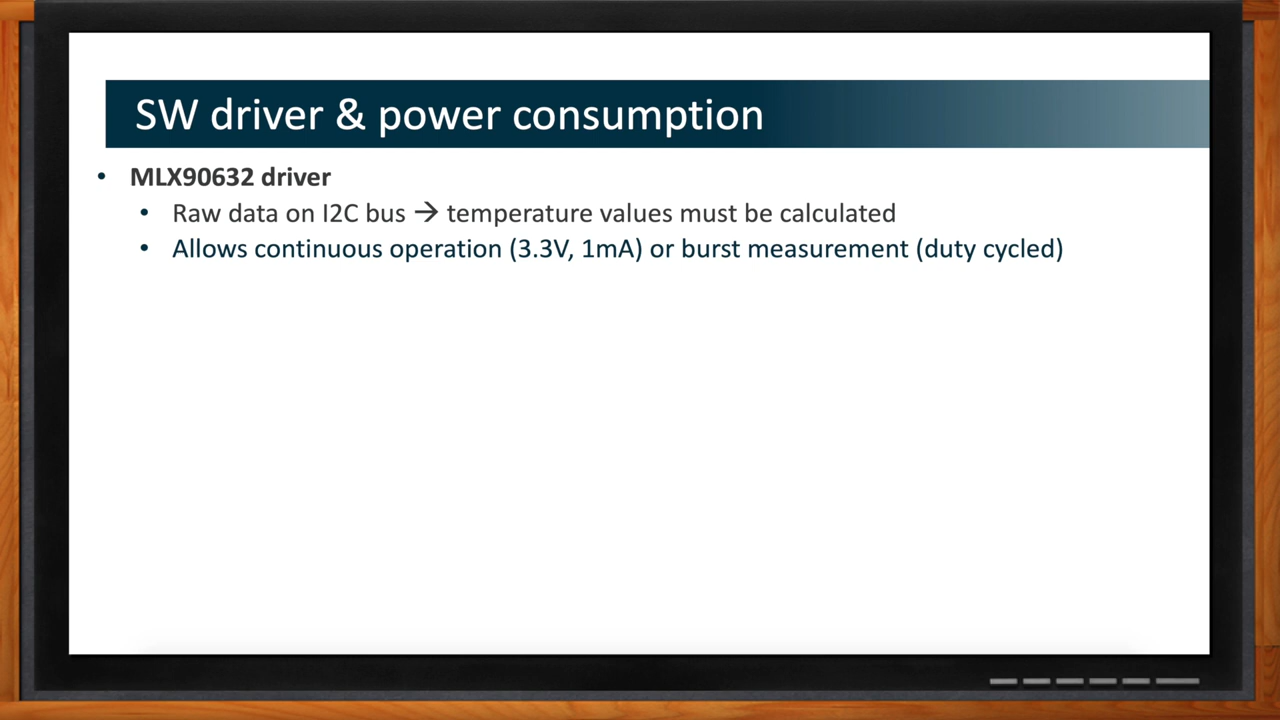 SW driver & power consumption
• MLX90632 driver
• Raw data on I2C bus → temperature values must be calculated
• Allows continuous operation (3.3V, 1mA) or burst measurement (duty cycled)